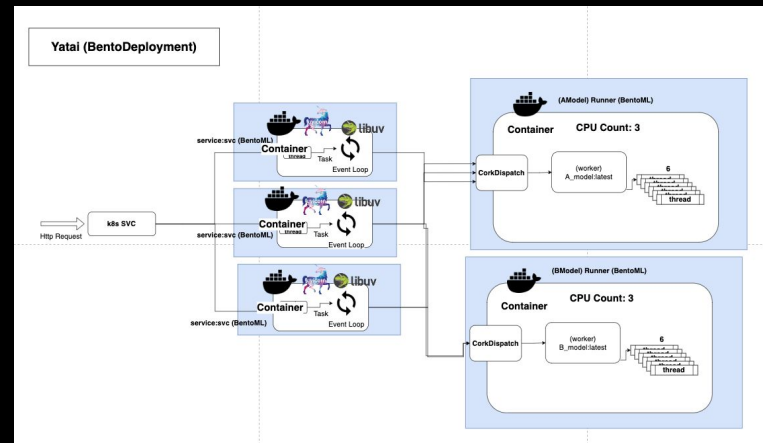 Yatai (BentoDeployment)
Http Request
k8s SVC
service:svc (BentoML)
Container
thread
Task
Event Loop
libuv
service:svc (BentoML)
Container
Task
Event Loop
libuv
service:svc (BentoML)
Container
Task
Event Loop
libuv
(AModel) Runner (BentoML)
Container
CPU Count: 3
CorkDispatch
(worker)
A_model:latest
6
thread
(BModel) Runner (BentoML)
Container
CPU Count: 3
CorkDispatch
(worker)
B_model:latest
6
thread